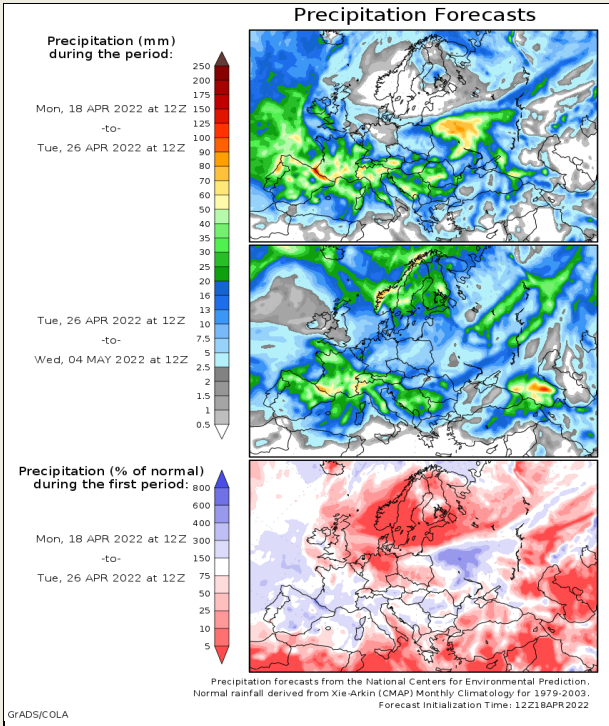 Precipitation Forecasts
Precipitation (mm)
during the period:
Mon, 18 APR 2022 at 12Z
-to-
Tue, 26 APR 2022 at 12Z
250
200
175
150
125
100
90
80
70
60
50
40
35
30
25
20
16
13
10
7.5
5
2.5
2
1.5
1
0.5
Tue, 26 APR 2022 at 12Z
-to-
Wed, 04 MAY 2022 at 12Z
Precipitation (% of normal)
during the first period:
Mon, 18 APR 2022 at 12Z
-to-
Tue, 26 APR 2022 at 12Z
800
600
400
300
150
75
50
25
10
5
Precipitation forecasts from the National Centers for Environmental Prediction.
Normal rainfall derived from Xie-Arkin (CMAP) Monthly Climatology for 1979-2003.
Forecast Initialization Time: 12Z18APR2022
GrADS/COLA